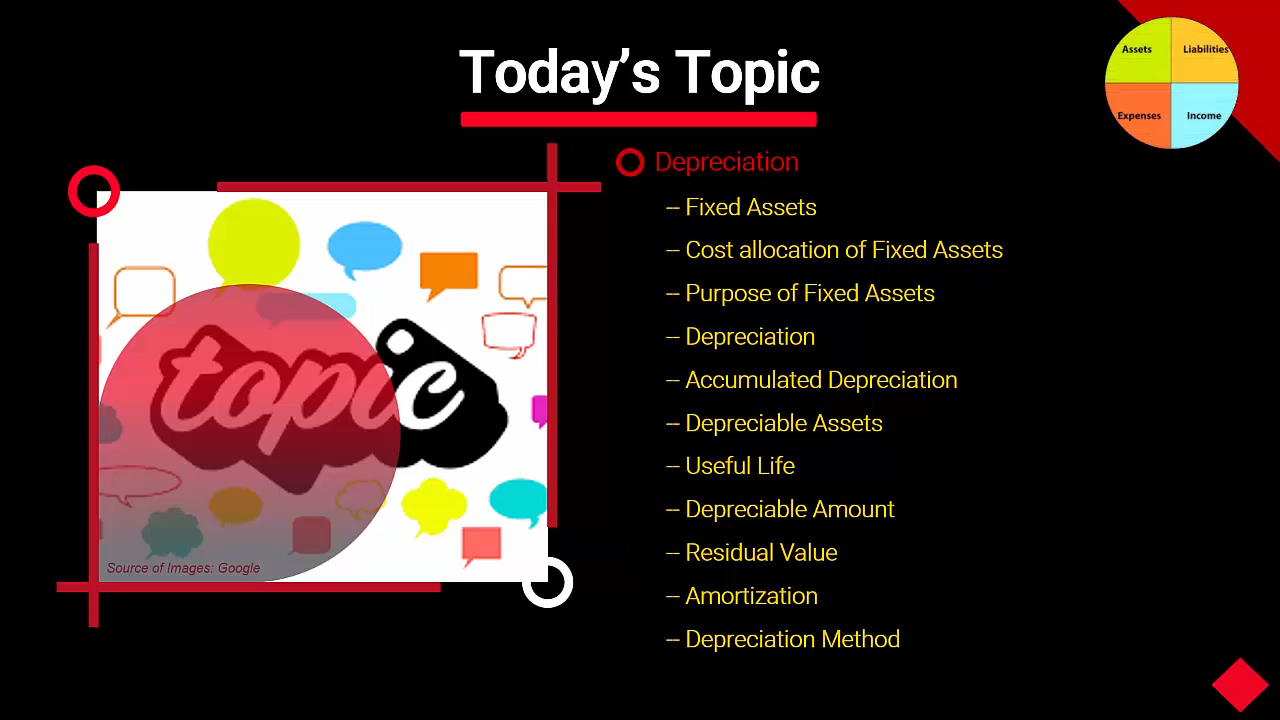 Today's Topic
Assets
Liabilities
Expenses
Income
Depreciation
-- Fixed Assets
-- Cost allocation of Fixed Assets
-- Purpose of Fixed Assets
-- Depreciation
-- Accumulated Depreciation
-- Depreciable Assets
-- Useful Life
-- Depreciable Amount
-- Residual Value
-- Amortization
-- Depreciation Method
topic
Source of Images: Google